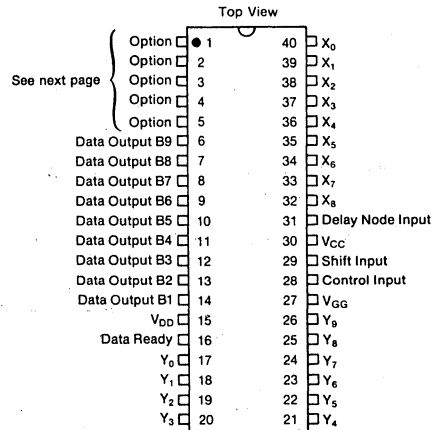 Top View
Option 1 40 X₀
Option 2 39 X₁
See next page Option 3 38 X₂
Option 4 37 X₃
Option 5 36 X₄
Data Output B9 6 35 X₅
Data Output B8 7 34 X₆
Data Output B7 8 33 X₇
Data Output B6 9 32 X₈
Data Output B5 10 31 Delay Node Input
Data Output B4 11 30 VCC
Data Output B3 12 29 Shift Input
Data Output B2 13 28 Control Input
Data Output B1 14 27 VGG
VDD 15 26 Y₉
Data Ready 16 25 Y₈
Y₀ 17 24 Y₇
Y₁ 18 23 Y₆
Y₂ 19 22 Y₅
Y₃ 20 21 Y₄